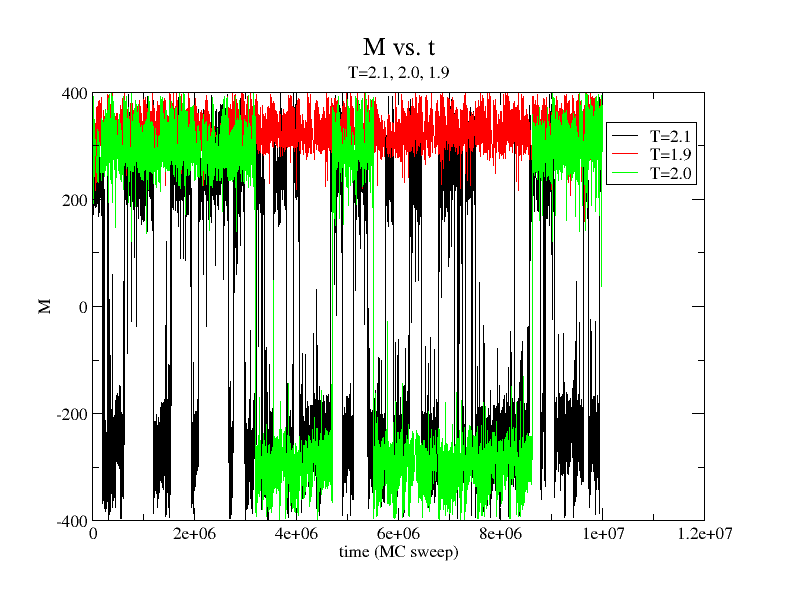 M vs. t
T=2.1, 2.0, 1.9
400
200
0
-200
-400
M
T=2.1
T=1.9
T=2.0
0 2e+06 4e+06 6e+06 8e+06 1e+07 1.2e+07
time (MC sweep)